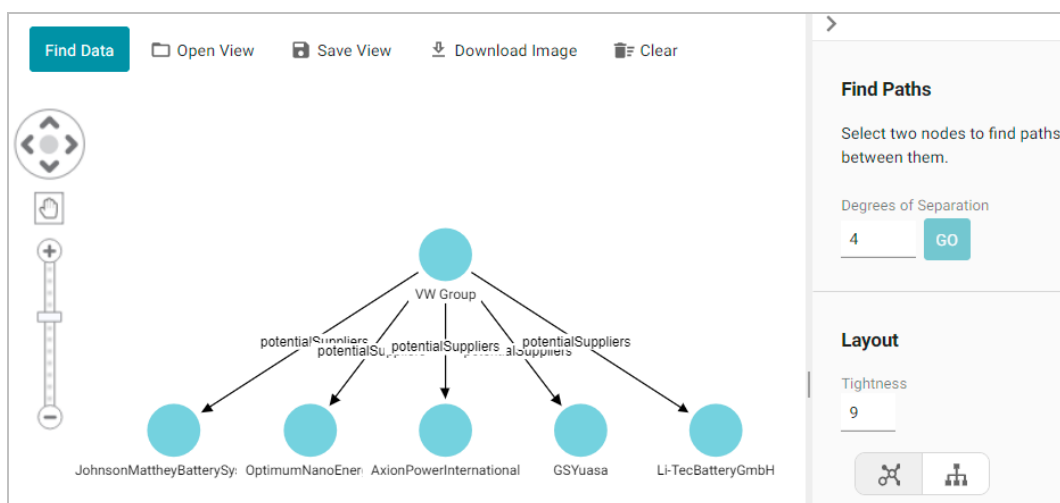 Find Data
Open View
Save View
Download Image
Clear
Find Paths
Select two nodes to find paths
between them.
Degrees of Separation
4
GO
Layout
Tightness
9
VW Group
potentialSuppliers
potentialSuppliers
potentialSuppliers
potentialSuppliers
potentialSuppliers
JohnsonMattheyBatterySy
OptimumNanoEner
AxionPowerInternational
GSYuasa
Li-TecBatteryGmbH